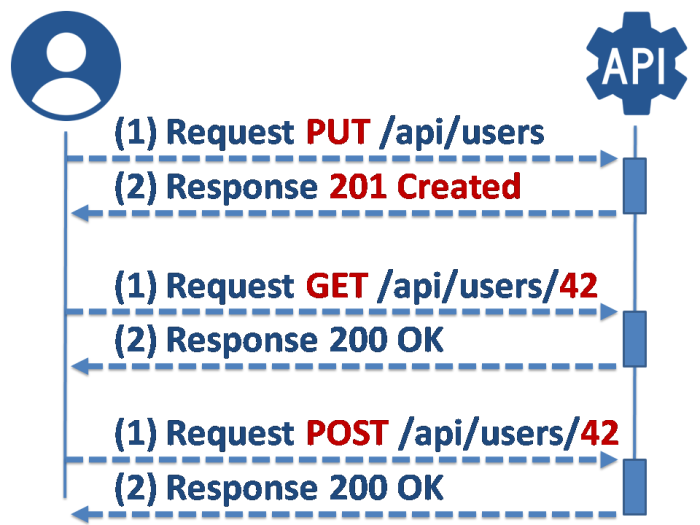 API
(1) Request PUT /api/users
(2) Response 201 Created
(1) Request GET /api/users/42
(2) Response 200 OK
(1) Request POST /api/users/42
(2) Response 200 OK